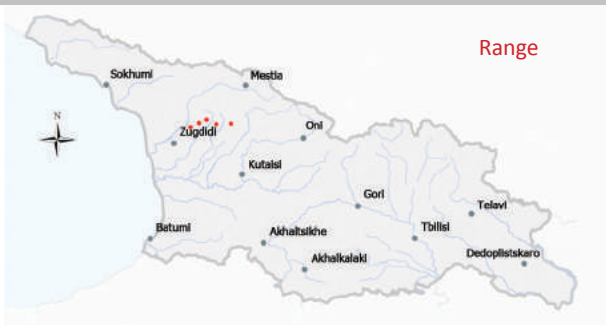 Range
Sokhumi
Mestia
N
Zugdidi
Oni
Kutaisi
Gori
Telavi
Batumi
Akhaltsikhe
Tbilisi
Dedoplistskaro
Akhalkalaki